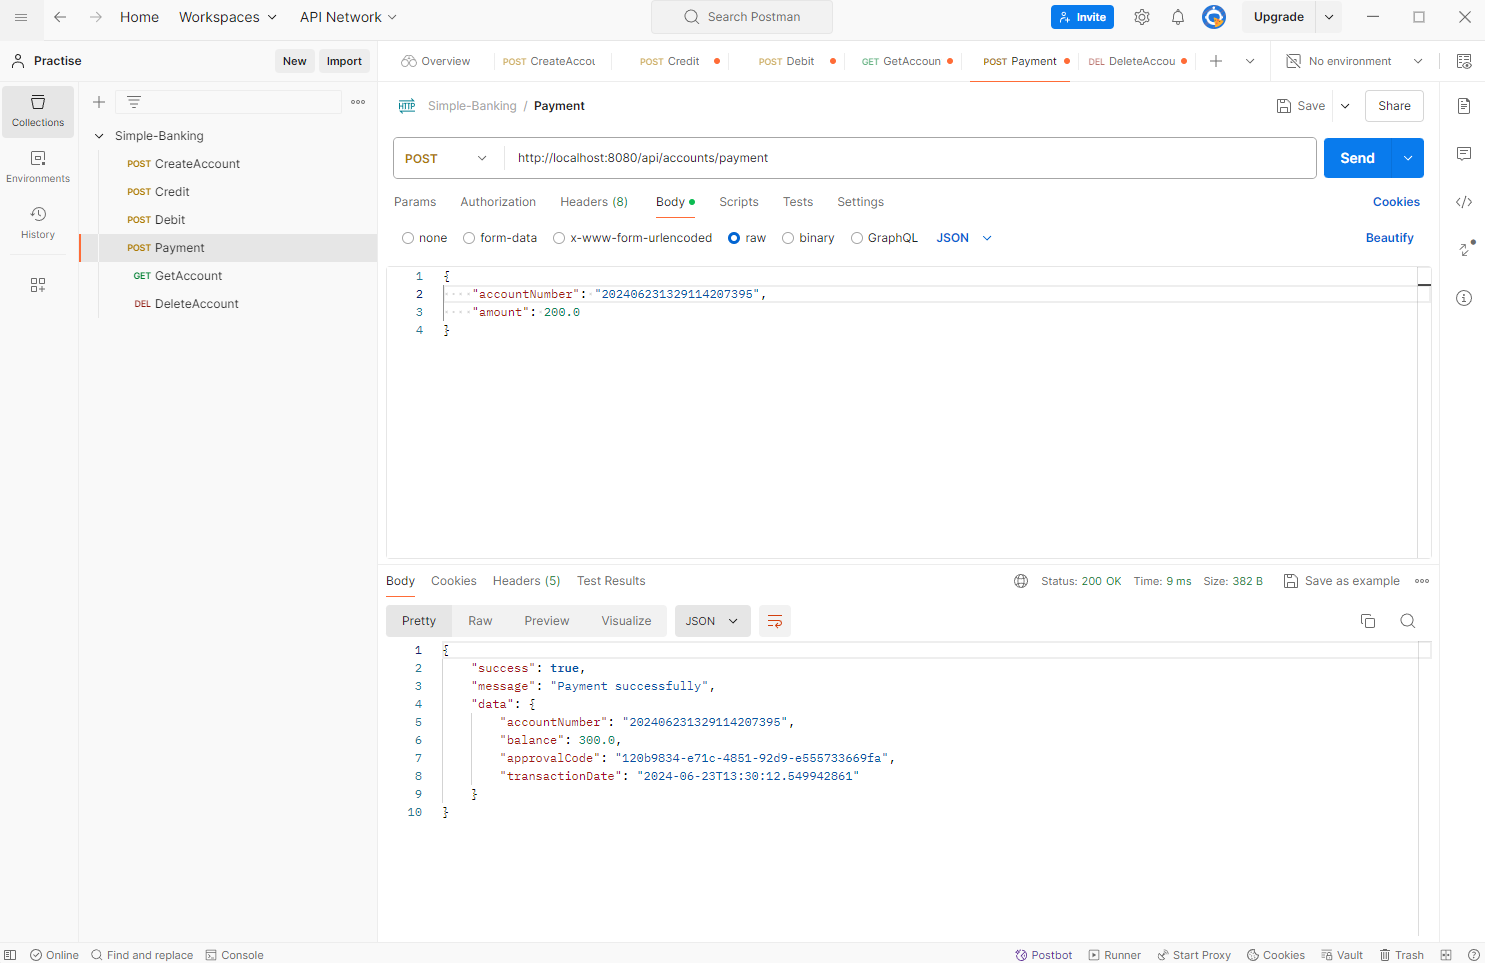 Home Workspaces API Network Search Postman Invite Upgrade
Practise New Import
Overview POST CreateAccou POST Credit POST Debit GET GetAccoun POST Payment DEL DeleteAccou No environment
Collections
Environments
History
Simple-Banking
POST CreateAccount
POST Credit
POST Debit
POST Payment
GET GetAccount
DEL DeleteAccount
HTTP Simple-Banking / Payment Save Share
POST http://localhost:8080/api/accounts/payment Send
Params Authorization Headers (8) Body Scripts Tests Settings Cookies
none form-data x-www-form-urlencoded raw binary GraphQL JSON Beautify
1 {
2 "accountNumber": "202406231329114207395",
3 "amount": 200.0
4 }
Body Cookies Headers (5) Test Results Status: 200 OK Time: 9 ms Size: 382 B Save as example
Pretty Raw Preview Visualize JSON
1 {
2 "success": true,
3 "message": "Payment successfully",
4 "data": {
5 "accountNumber": "202406231329114207395",
6 "balance": 300.0,
7 "approvalCode": "120b9834-e71c-4851-92d9-e555733669fa",
8 "transactionDate": "2024-06-23T13:30:12.549942861"
9 }
10 }
Online Find and replace Console Postbot Runner Start Proxy Cookies Vault Trash